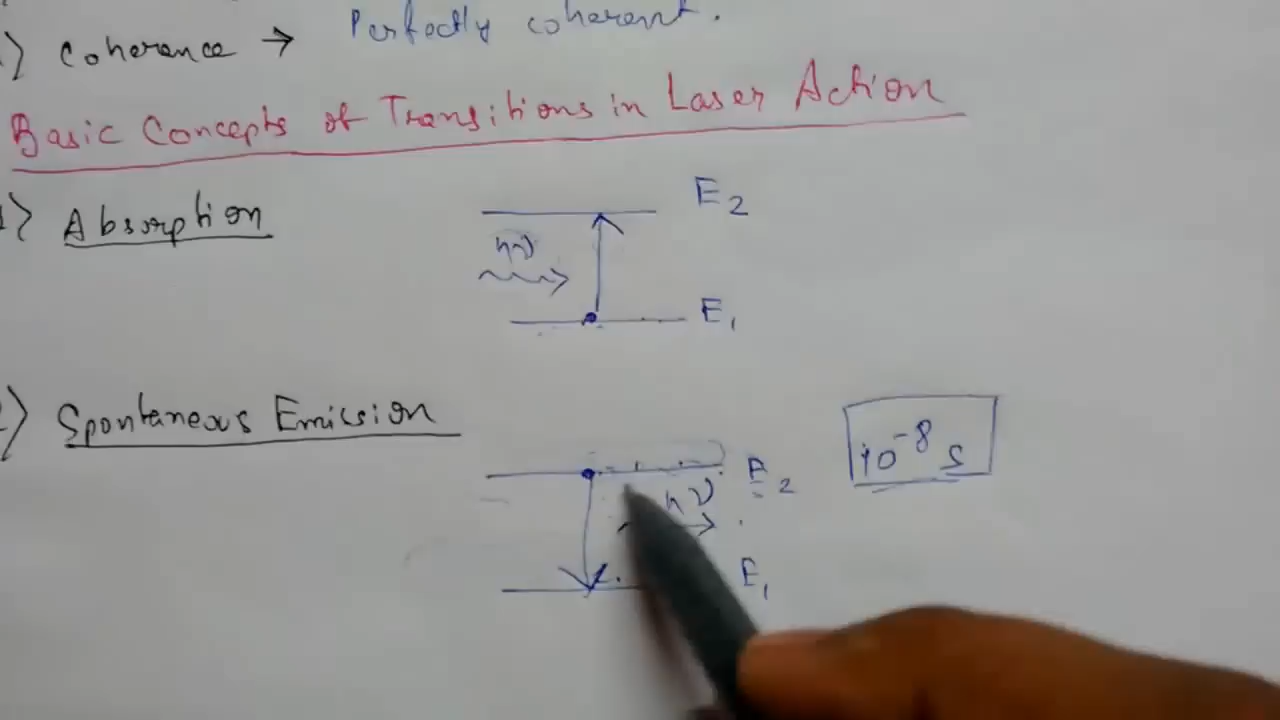 ) Coherence → Perfectly coherent.
Basic Concepts of Transitions in Laser Action
) Absorption
E2
hν
E1
) Spontaneous Emission
10-8 s
E2
hν
E1